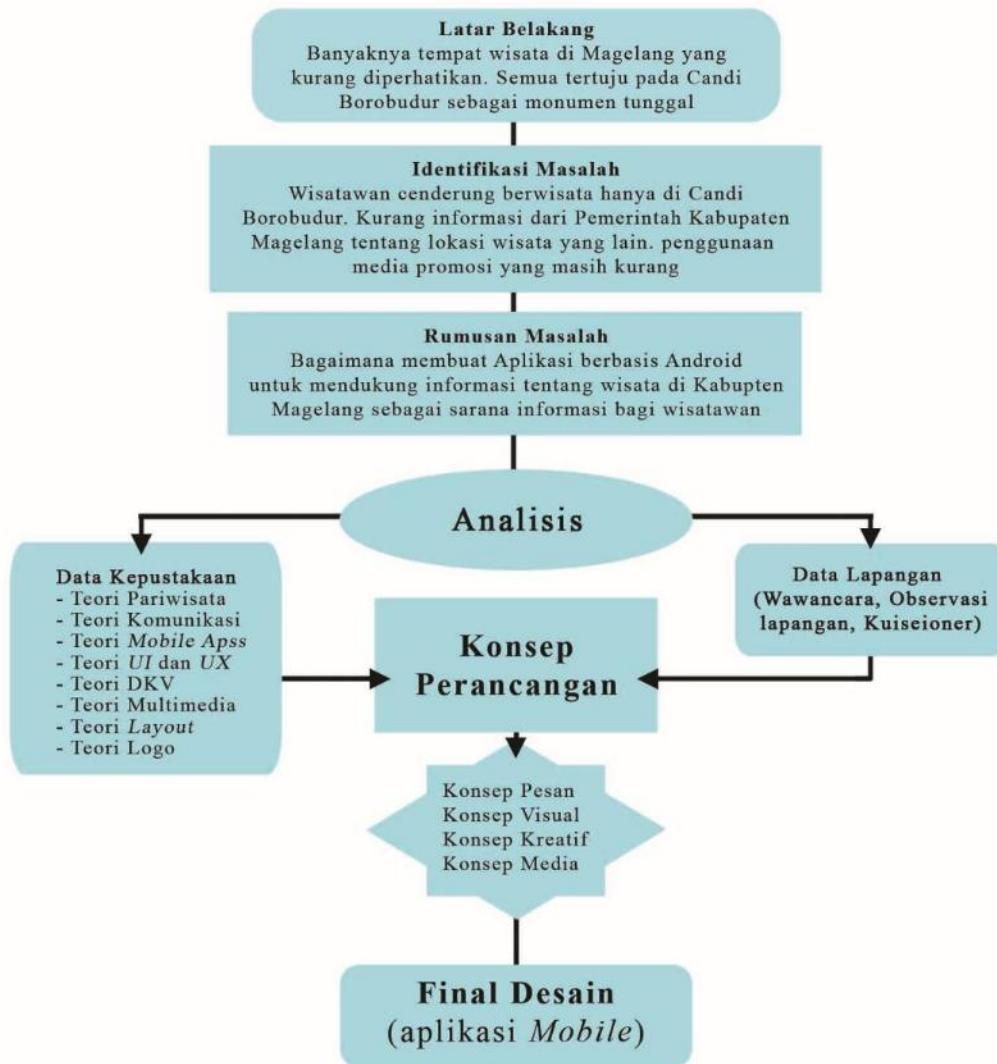 Latar Belakang
Banyaknya tempat wisata di Magelang yang
kurang diperhatikan. Semua tertuju pada Candi
Borobudur sebagai monumen tunggal
Identifikasi Masalah
Wisatawan cenderung berwisata hanya di Candi
Borobudur. Kurang informasi dari Pemerintah Kabupaten
Magelang tentang lokasi wisata yang lain. penggunaan
media promosi yang masih kurang
Rumusan Masalah
Bagaimana membuat Aplikasi berbasis Android
untuk mendukung informasi tentang wisata di Kabupten
Magelang sebagai sarana informasi bagi wisatawan
Analisis
Data Kepustakaan
- Teori Pariwisata
- Teori Komunikasi
- Teori Mobile Apss
- Teori UI dan UX
- Teori DKV
- Teori Multimedia
- Teori Layout
- Teori Logo
Data Lapangan
(Wawancara, Observasi
lapangan, Kuiseioner)
Konsep
Perancangan
Konsep Pesan
Konsep Visual
Konsep Kreatif
Konsep Media
Final Desain
(aplikasi Mobile)